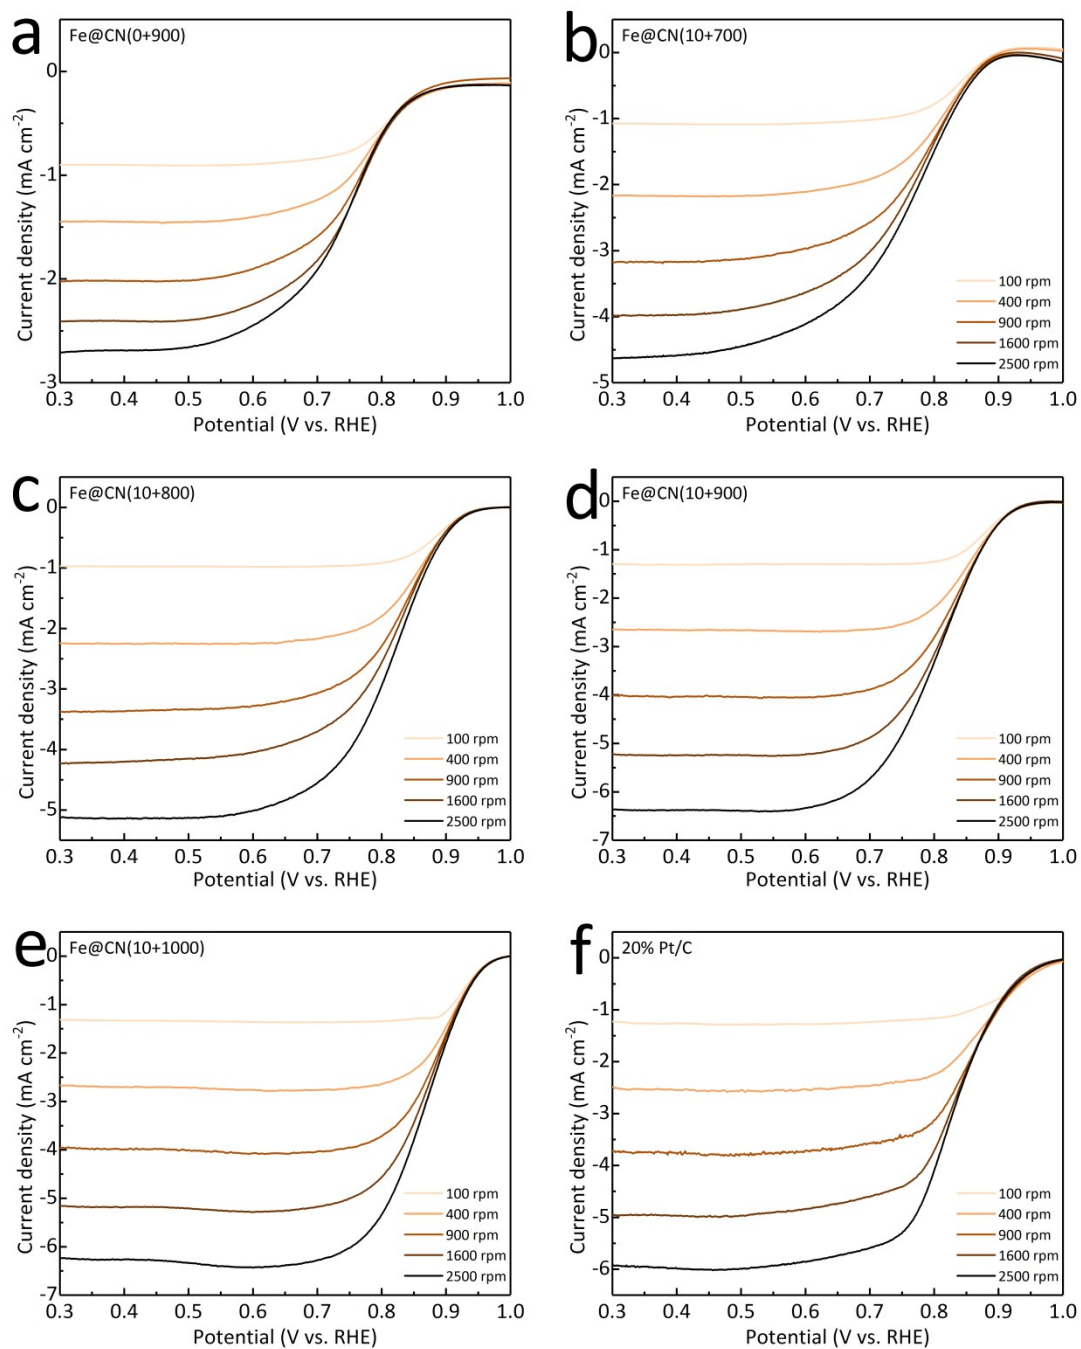 a
Fe@CN(0+900)
Current density (mA cm⁻²)
0
-1
-2
-3
0.3 0.4 0.5 0.6 0.7 0.8 0.9 1.0
Potential (V vs. RHE)
b
Fe@CN(10+700)
Current density (mA cm⁻²)
0
-1
-2
-3
-4
-5
100 rpm
400 rpm
900 rpm
1600 rpm
2500 rpm
0.3 0.4 0.5 0.6 0.7 0.8 0.9 1.0
Potential (V vs. RHE)
c
Fe@CN(10+800)
Current density (mA cm⁻²)
0
-1
-2
-3
-4
-5
100 rpm
400 rpm
900 rpm
1600 rpm
2500 rpm
0.3 0.4 0.5 0.6 0.7 0.8 0.9 1.0
Potential (V vs. RHE)
d
Fe@CN(10+900)
Current density (mA cm⁻²)
0
-1
-2
-3
-4
-5
-6
-7
100 rpm
400 rpm
900 rpm
1600 rpm
2500 rpm
0.3 0.4 0.5 0.6 0.7 0.8 0.9 1.0
Potential (V vs. RHE)
e
Fe@CN(10+1000)
Current density (mA cm⁻²)
0
-1
-2
-3
-4
-5
-6
-7
100 rpm
400 rpm
900 rpm
1600 rpm
2500 rpm
0.3 0.4 0.5 0.6 0.7 0.8 0.9 1.0
Potential (V vs. RHE)
f
20% Pt/C
Current density (mA cm⁻²)
0
-1
-2
-3
-4
-5
-6
100 rpm
400 rpm
900 rpm
1600 rpm
2500 rpm
0.3 0.4 0.5 0.6 0.7 0.8 0.9 1.0
Potential (V vs. RHE)